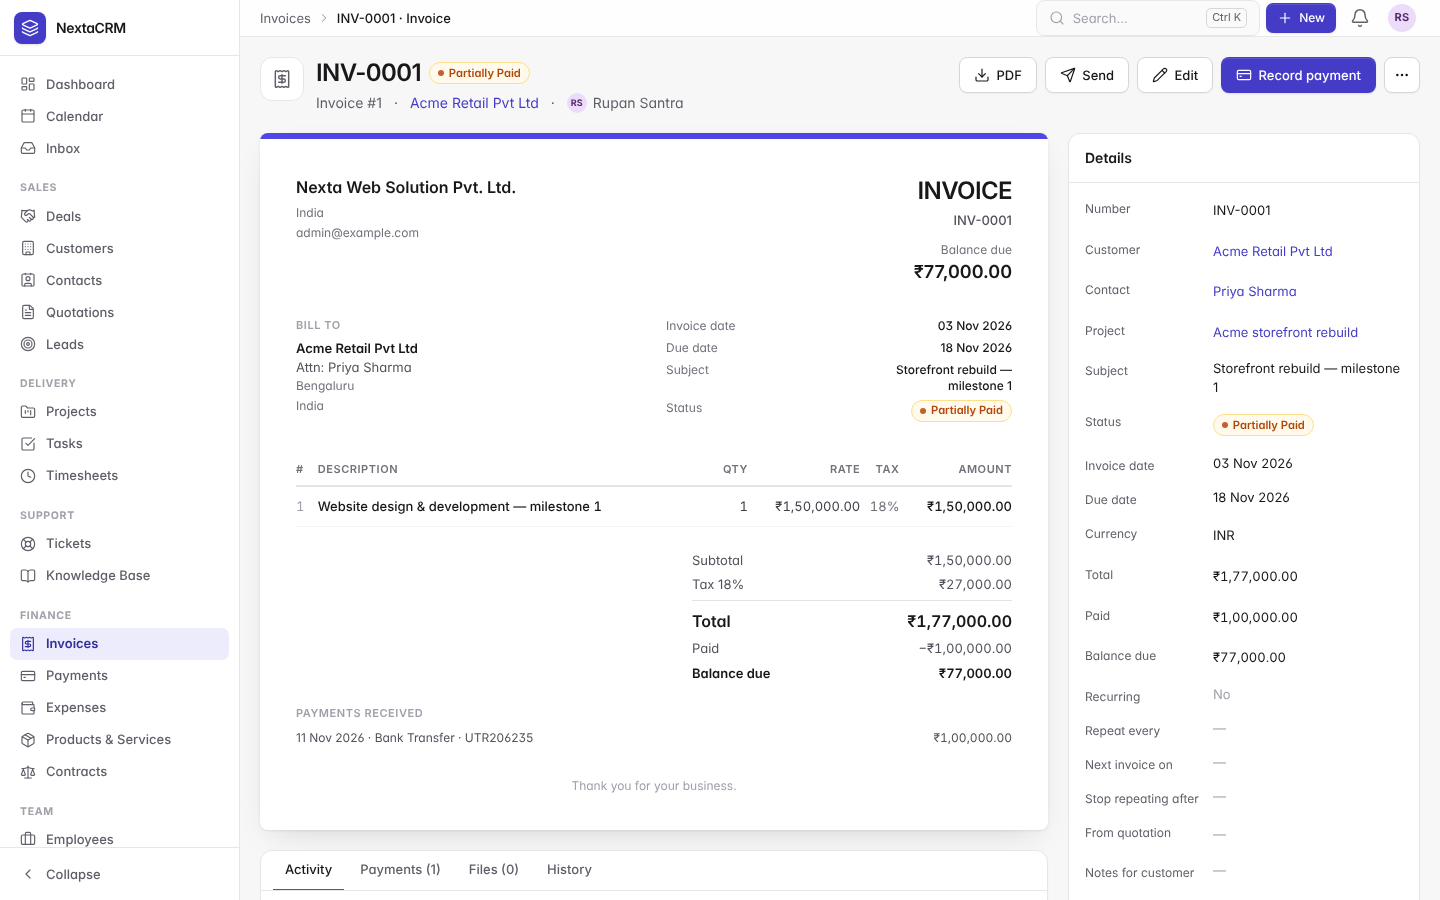 NextaCRM
Invoices > INV-0001 · Invoice
Search...
Ctrl K
New
RS
Dashboard
Calendar
Inbox
SALES
Deals
Customers
Contacts
Quotations
Leads
DELIVERY
Projects
Tasks
Timesheets
SUPPORT
Tickets
Knowledge Base
FINANCE
Invoices
Payments
Expenses
Products & Services
Contracts
TEAM
Employees
Collapse
INV-0001 Partially Paid
Invoice #1 · Acme Retail Pvt Ltd · RS Rupan Santra
PDF
Send
Edit
Record payment
Nexta Web Solution Pvt. Ltd.
India
admin@example.com
INVOICE
INV-0001
Balance due
₹77,000.00
BILL TO
Acme Retail Pvt Ltd
Attn: Priya Sharma
Bengaluru
India
Invoice date 03 Nov 2026
Due date 18 Nov 2026
Subject Storefront rebuild —
milestone 1
Status Partially Paid
# DESCRIPTION QTY RATE TAX AMOUNT
1 Website design & development — milestone 1 1 ₹1,50,000.00 18% ₹1,50,000.00
Subtotal ₹1,50,000.00
Tax 18% ₹27,000.00
Total ₹1,77,000.00
Paid −₹1,00,000.00
Balance due ₹77,000.00
PAYMENTS RECEIVED
11 Nov 2026 · Bank Transfer · UTR206235 ₹1,00,000.00
Thank you for your business.
Activity
Payments (1)
Files (0)
History
Details
Number INV-0001
Customer Acme Retail Pvt Ltd
Contact Priya Sharma
Project Acme storefront rebuild
Subject Storefront rebuild — milestone
1
Status Partially Paid
Invoice date 03 Nov 2026
Due date 18 Nov 2026
Currency INR
Total ₹1,77,000.00
Paid ₹1,00,000.00
Balance due ₹77,000.00
Recurring No
Repeat every —
Next invoice on —
Stop repeating after —
From quotation —
Notes for customer —